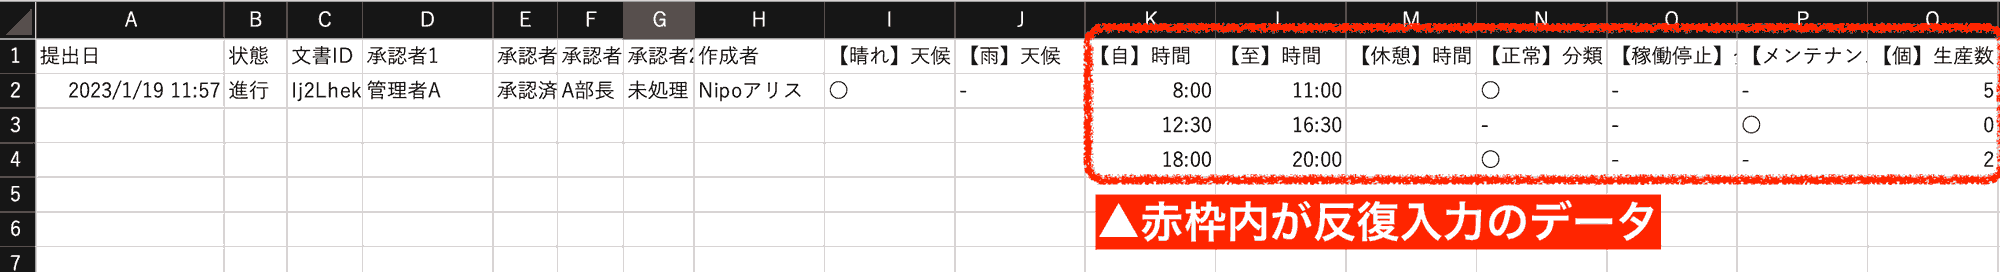 A B C D E F G H I J K L M N O P Q
1 提出日 状態 文書ID 承認者1 承認者 承認者 承認者2 作成者 【晴れ】天候 【雨】天候 【自】時間 【至】時間 【休憩】時間 【正常】分類 【稼働停止】 【メンテナン 【個】生産数
2 2023/1/19 11:57 進行 Ij2Lhek 管理者A 承認済 A部長 未処理 Nipoアリス ○ - 8:00 11:00 ○ - - 5
3 12:30 16:30 - - ○ 0
4 18:00 20:00 ○ - - 2
5
6
7
▲赤枠内が反復入力のデータ